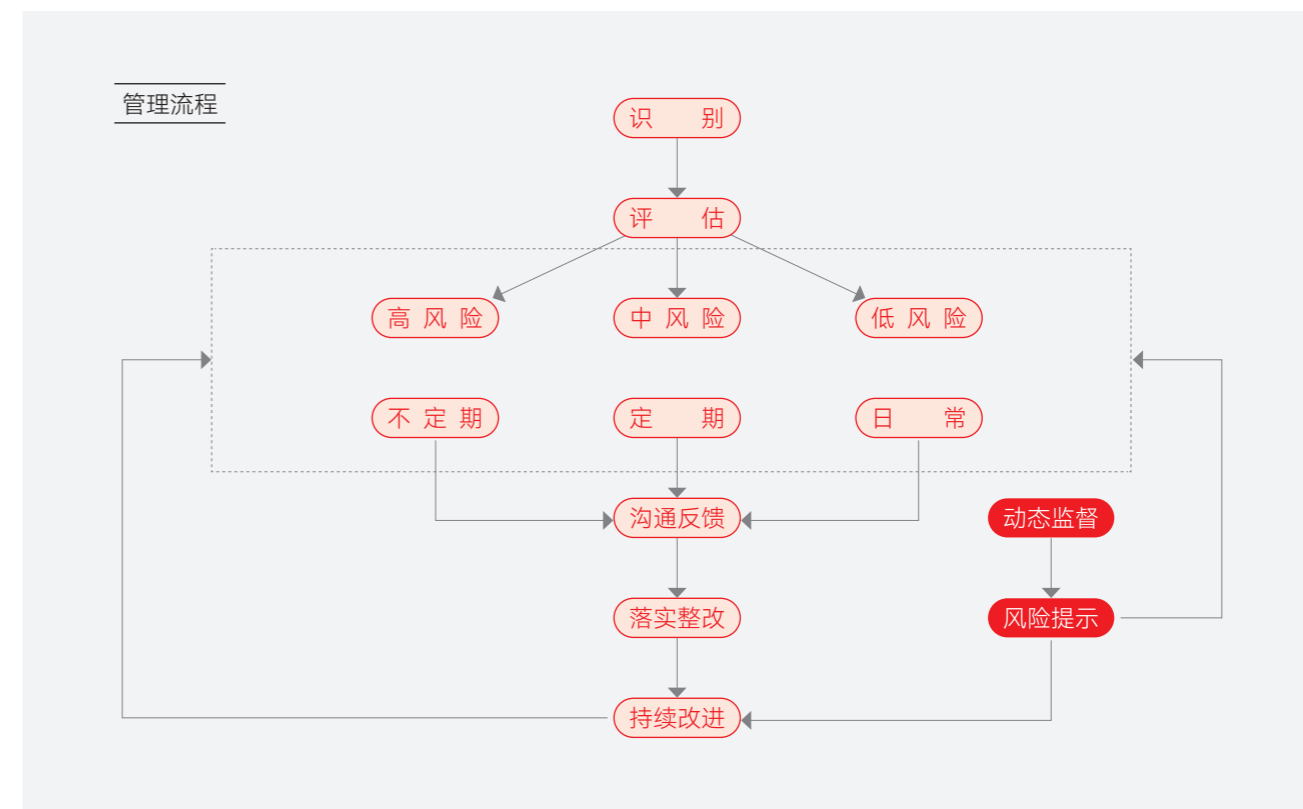 管理流程
识 别
评 估
高 风 险
中 风 险
低 风 险
不 定 期
定 期
日 常
沟通反馈
动态监督
落实整改
风险提示
持续改进